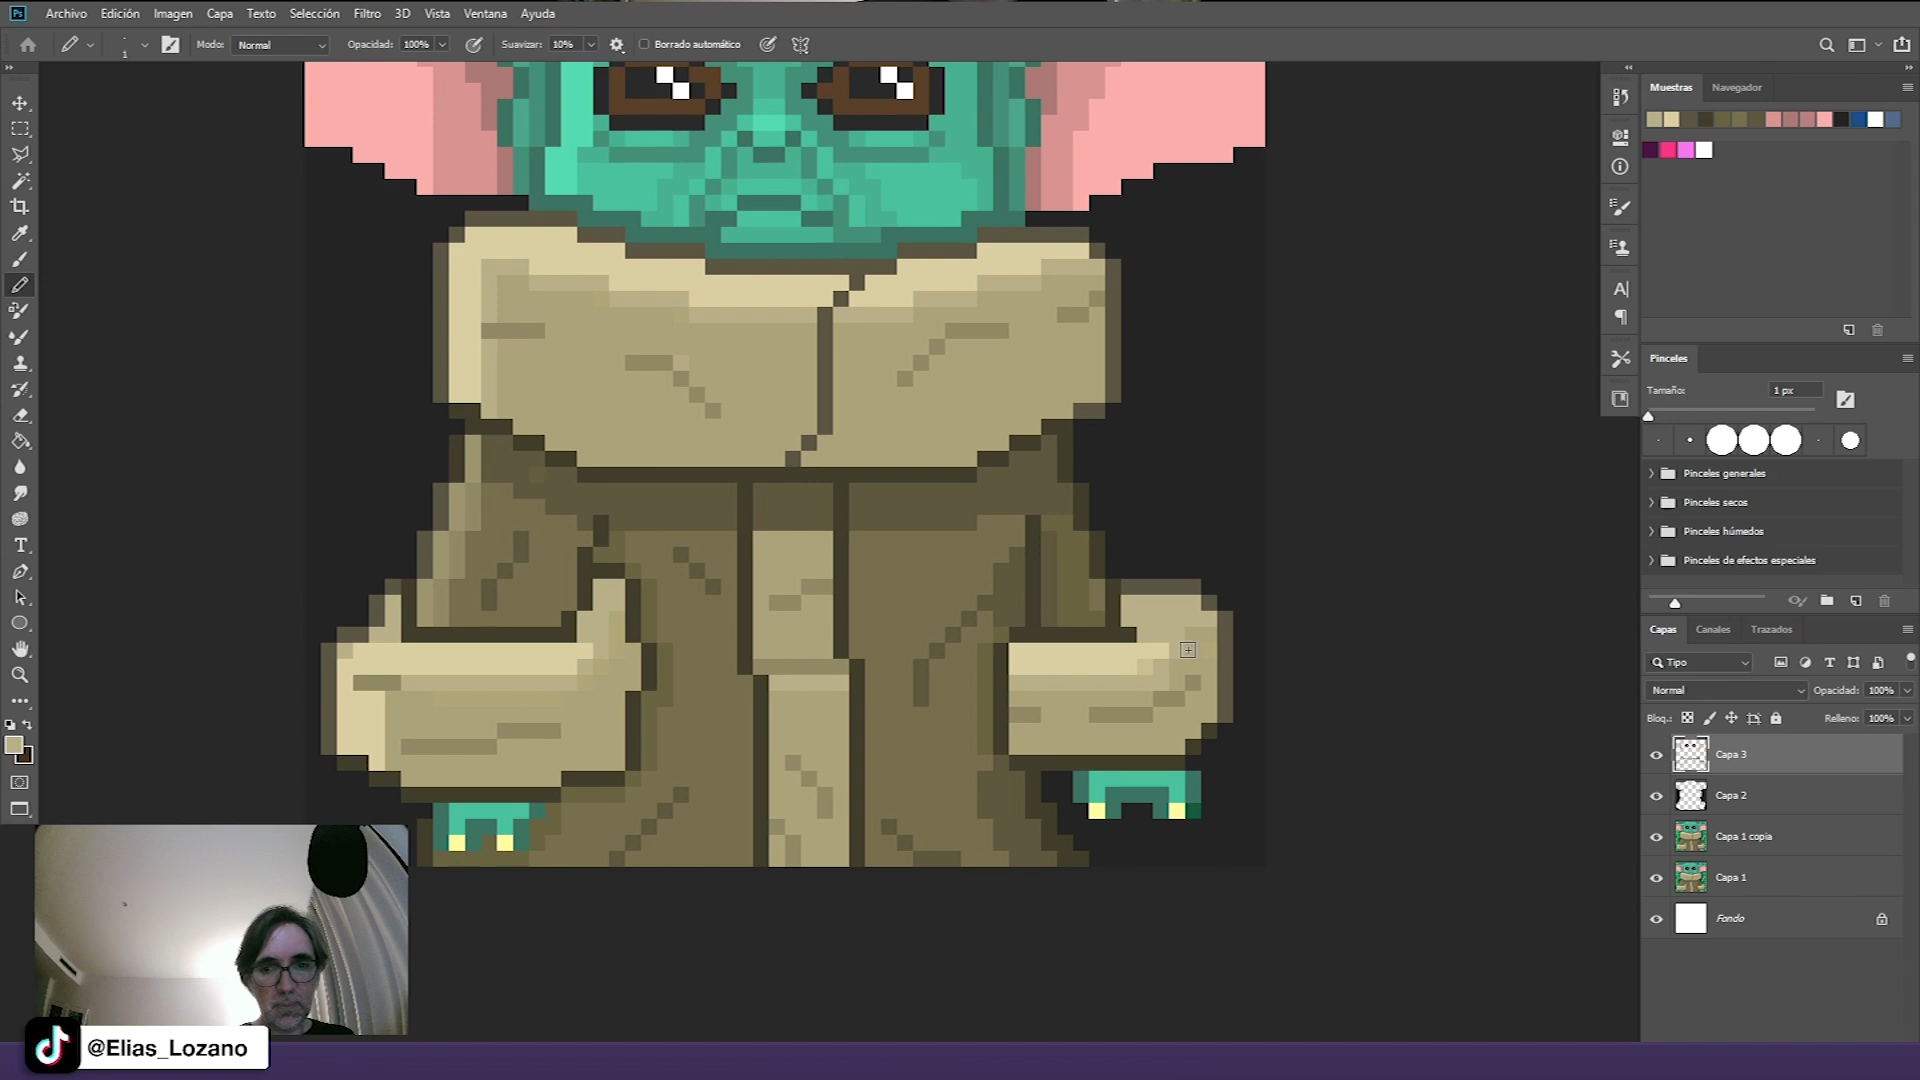 Ps Archivo Edición Imagen Capa Texto Selección Filtro 3D Vista Ventana Ayuda
1 Modo: Normal Opacidad: 100% Suavizar: 10% Borrado automático
Muestras Navegador
Pinceles
Tamaño: 1 px
Pinceles generales
Pinceles secos
Pinceles húmedos
Pinceles de efectos especiales
Capas Canales Trazados
Tipo
Normal Opacidad: 100%
Bloq.: Relleno: 100%
Capa 3
Capa 2
Capa 1 copia
Capa 1
Fondo
@Elias_Lozano